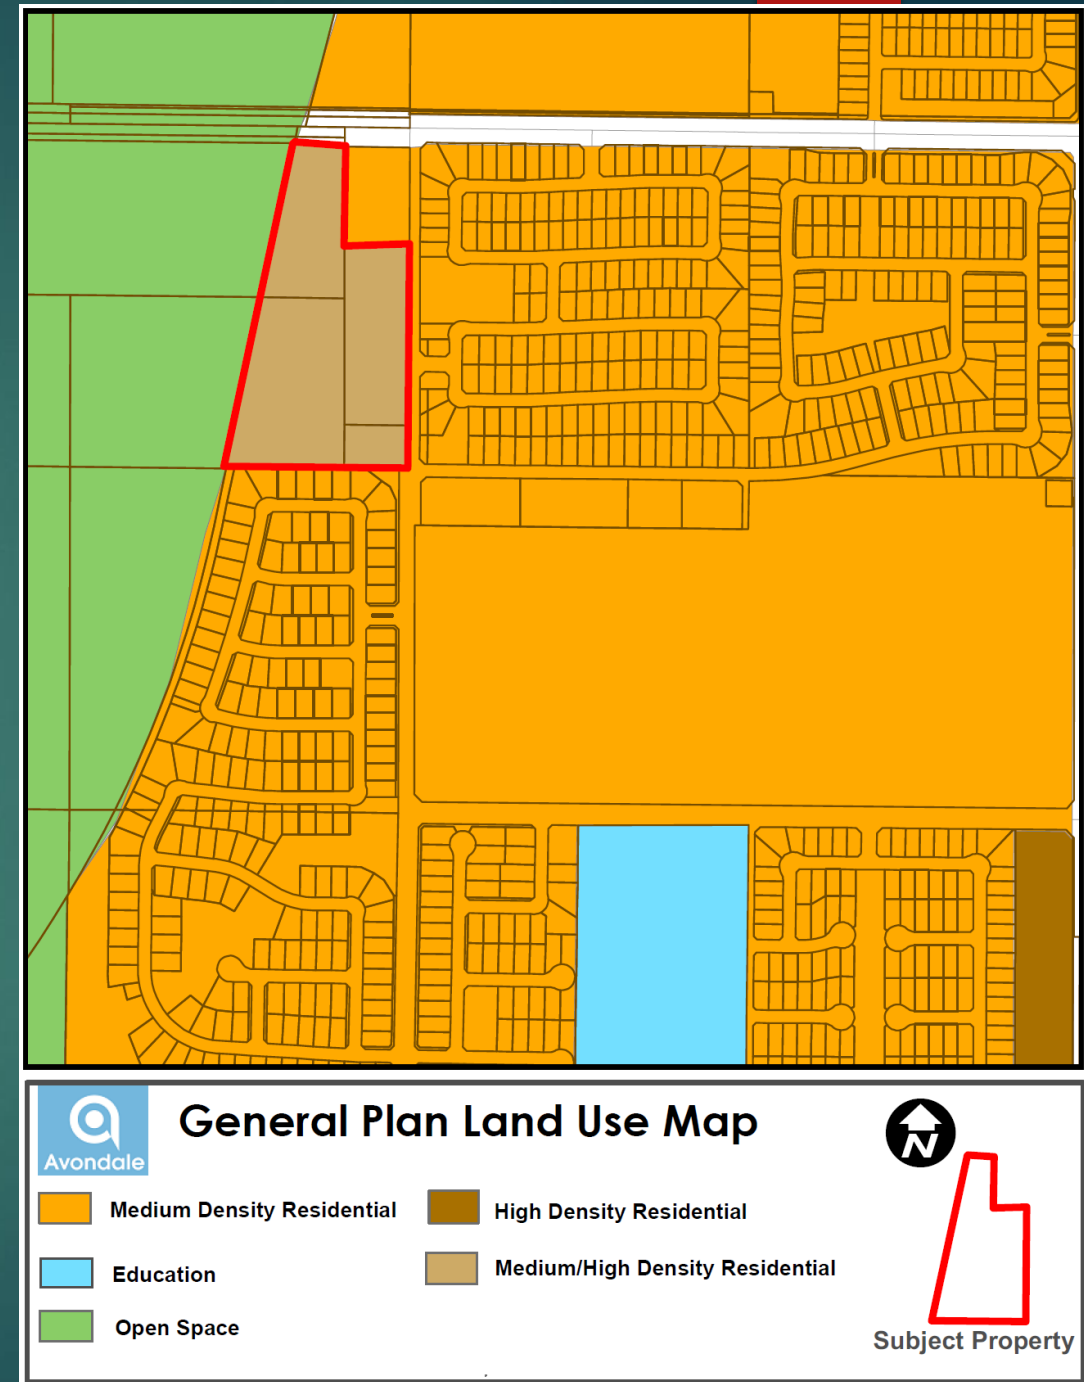 Avondale
General Plan Land Use Map
N
Medium Density Residential
High Density Residential
Education
Medium/High Density Residential
Open Space
Subject Property